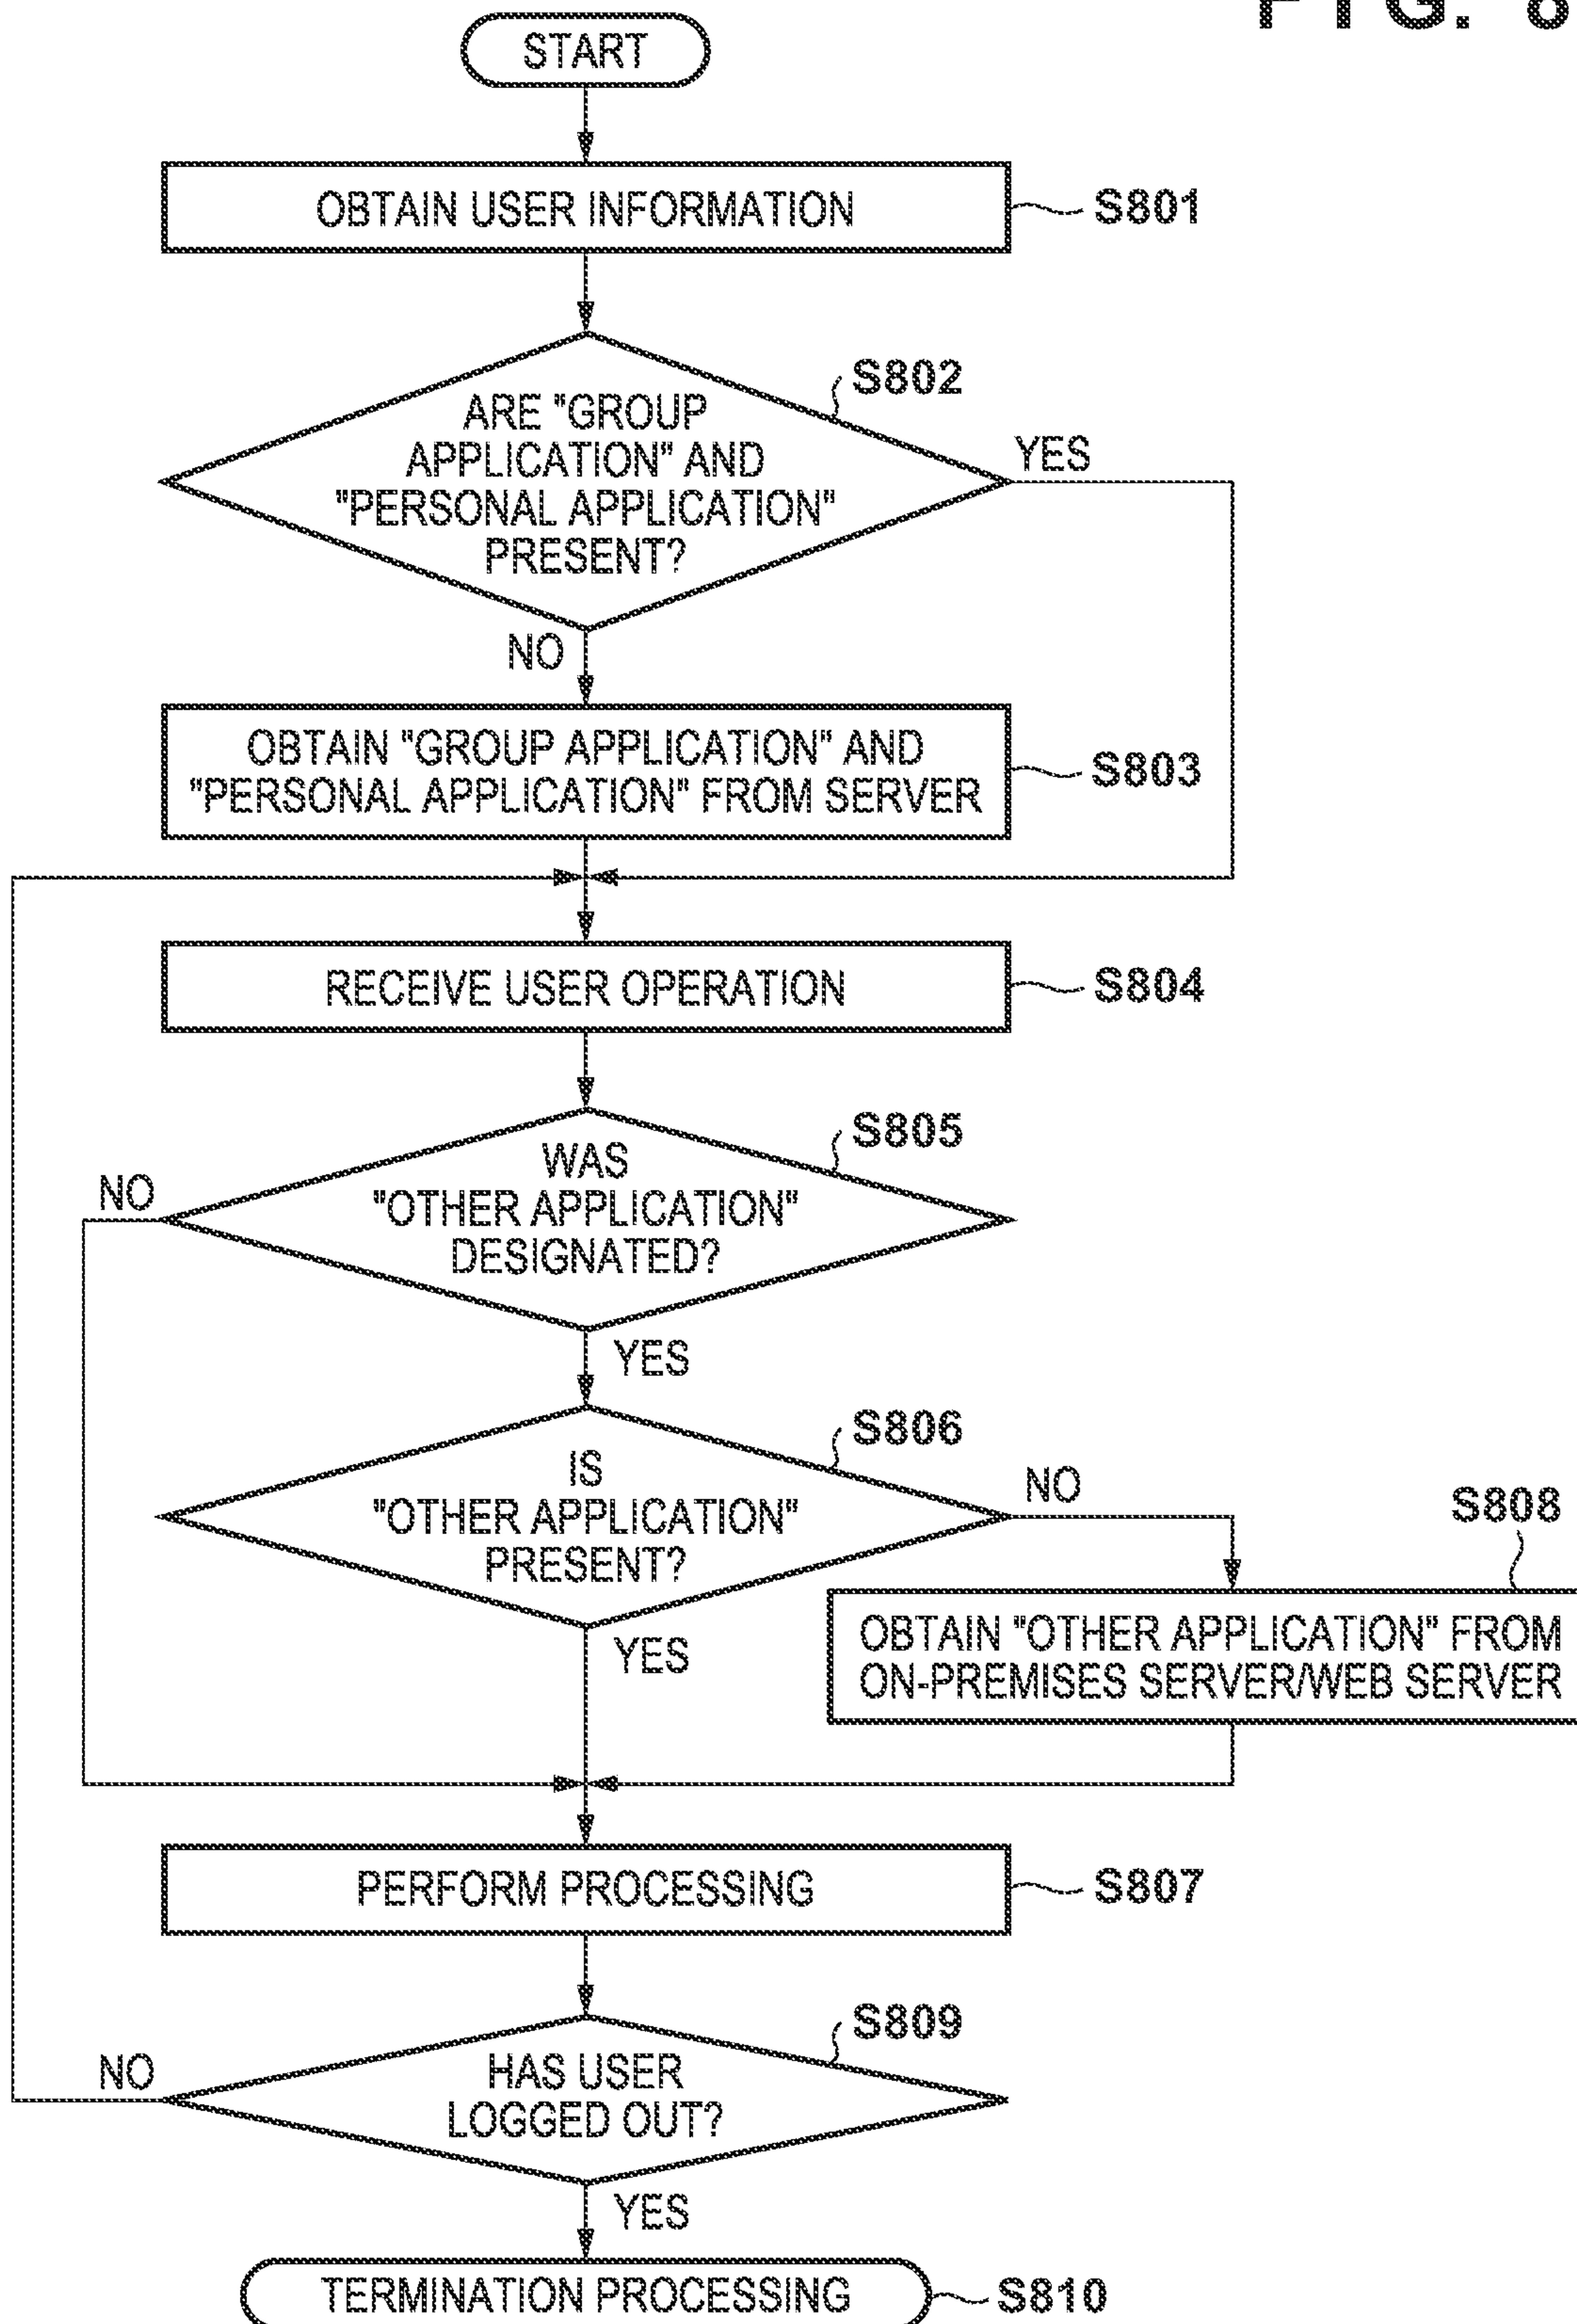 FIG. 8
START
OBTAIN USER INFORMATION
S801
S802
ARE "GROUP
APPLICATION" AND
"PERSONAL APPLICATION"
PRESENT?
YES
NO
OBTAIN "GROUP APPLICATION" AND
"PERSONAL APPLICATION" FROM SERVER
S803
RECEIVE USER OPERATION
S804
S805
WAS
"OTHER APPLICATION"
DESIGNATED?
NO
YES
S806
IS
"OTHER APPLICATION"
PRESENT?
NO
YES
S808
OBTAIN "OTHER APPLICATION" FROM
ON-PREMISES SERVER/WEB SERVER
PERFORM PROCESSING
S807
S809
HAS USER
LOGGED OUT?
NO
YES
TERMINATION PROCESSING
S810